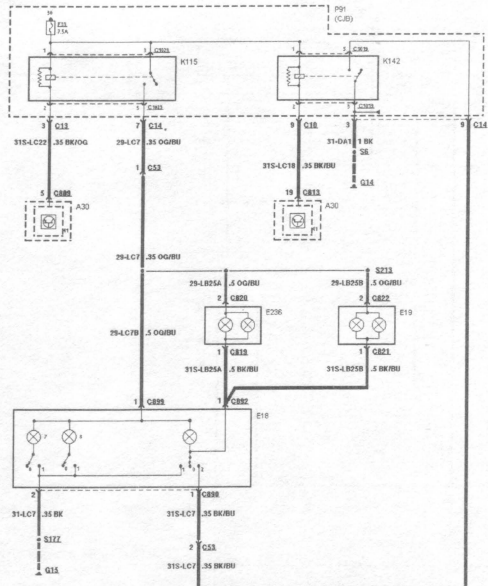 P91
(CJB)
F35
7.5A
K115
K142
3 C13
7 C14
9 C10
3
9 C14
31S-LC22 .35 BK/OG
29-LC7 .35 OG/BU
31S-LC18 .35 BK/BU
31-DA1 1 BK
1 C53
S6
G14
5 C809
19 C813
A30
A30
29-LC7 .35 OG/BU
S213
29-LB25A .5 OG/BU
29-LB25B .5 OG/BU
2 C820
2 C822
29-LC7B .5 OG/BU
E236
E19
1 C819
1 C821
31S-LB25A .5 BK/BU
31S-LB25B .5 BK/BU
1 C899
1 C892
E16
2
1 C898
31-LC7 .35 BK
31S-LC7 .35 BK/BU
S177
2 C53
G15
31S-LC7 .35 BK/BU